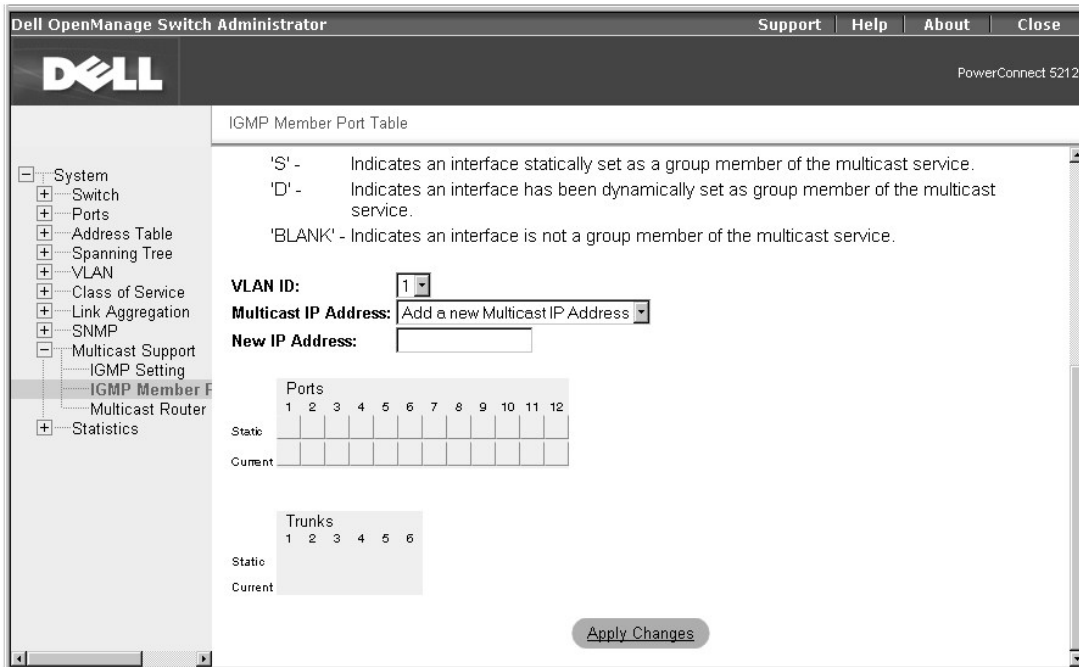 Dell OpenManage Switch Administrator
Support Help About Close
DELL
PowerConnect 5212
IGMP Member Port Table
System
Switch
Ports
Address Table
Spanning Tree
VLAN
Class of Service
Link Aggregation
SNMP
Multicast Support
IGMP Setting
IGMP Member P
Multicast Router
Statistics
'S' - Indicates an interface statically set as a group member of the multicast service.
'D' - Indicates an interface has been dynamically set as group member of the multicast
service.
'BLANK' - Indicates an interface is not a group member of the multicast service.
VLAN ID: 1
Multicast IP Address: Add a new Multicast IP Address
New IP Address:
Ports
1 2 3 4 5 6 7 8 9 10 11 12
Static
Current
Trunks
1 2 3 4 5 6
Static
Current
Apply Changes